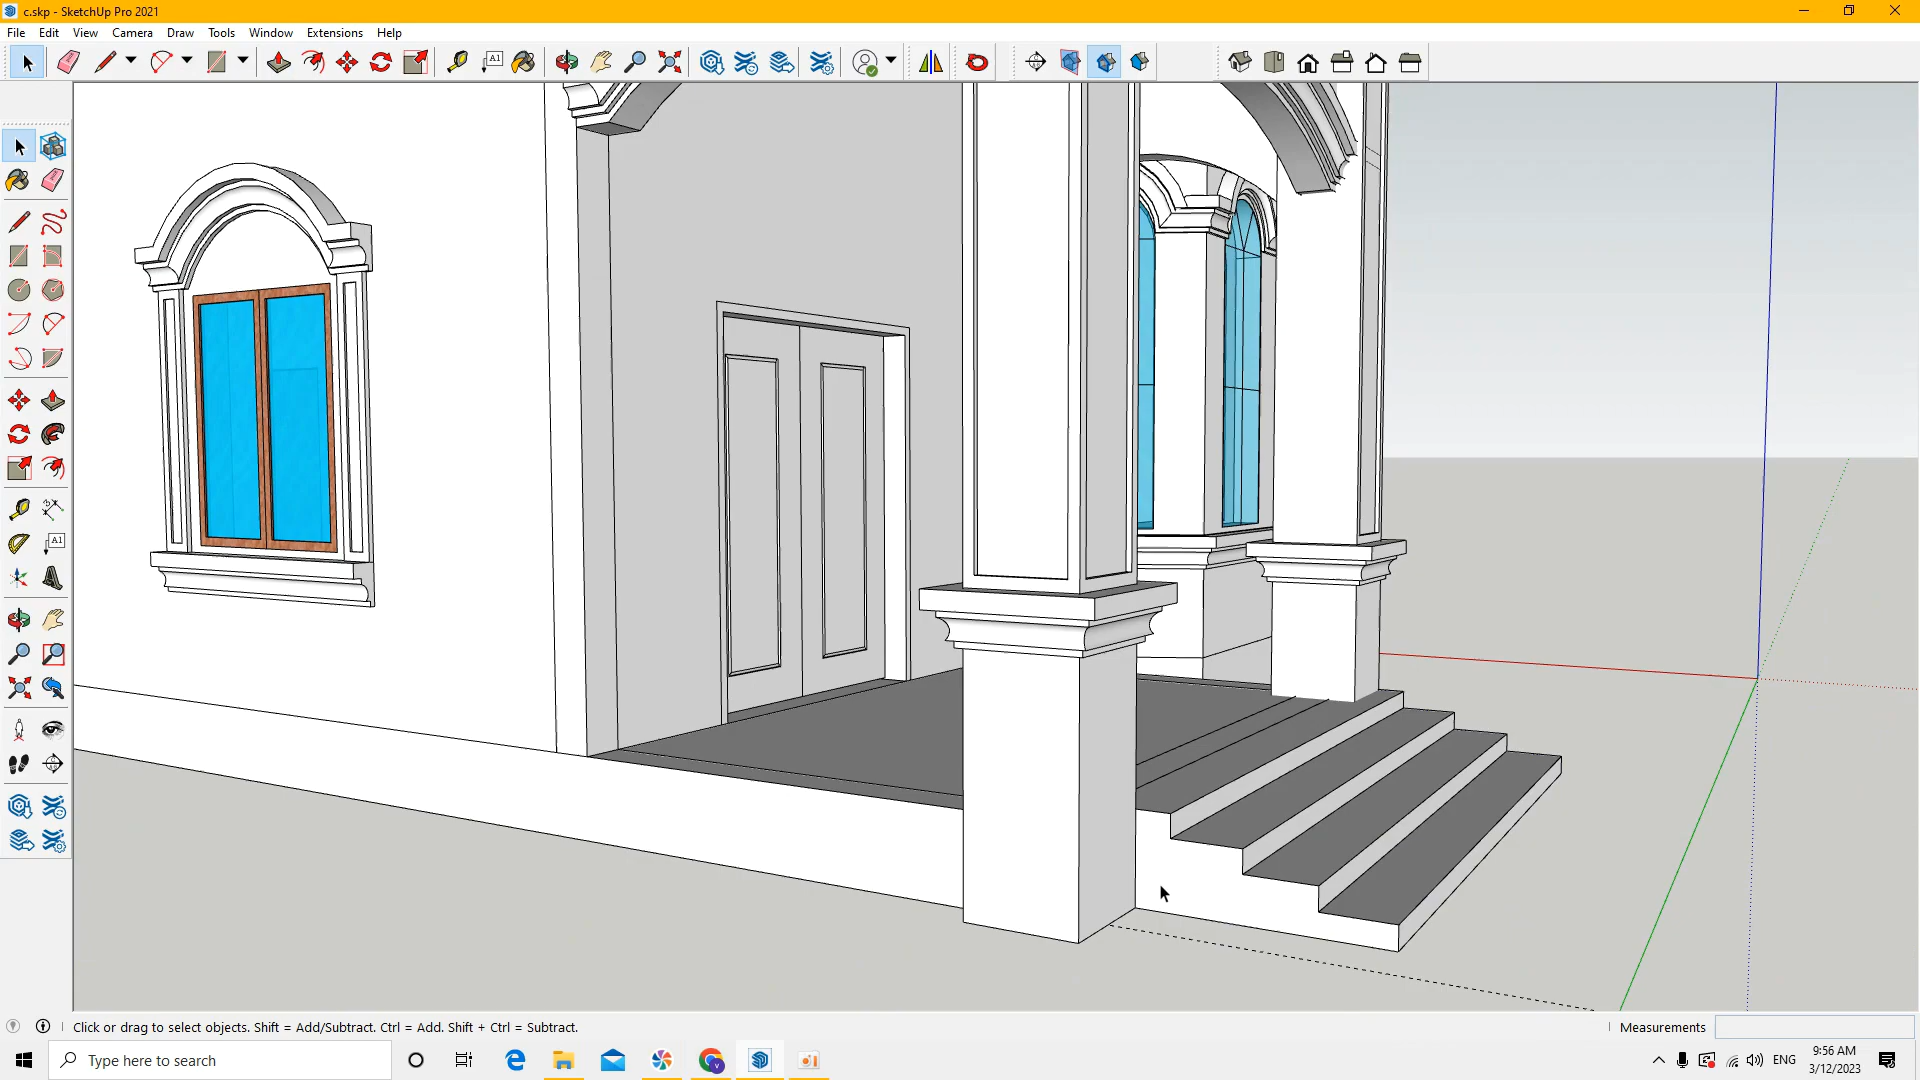 c.skp - SketchUp Pro 2021
File Edit View Camera Draw Tools Window Extensions Help
A1
A1
Click or drag to select objects. Shift = Add/Subtract. Ctrl = Add. Shift + Ctrl = Subtract.
Measurements
Type here to search
ENG
9:56 AM
3/12/2023